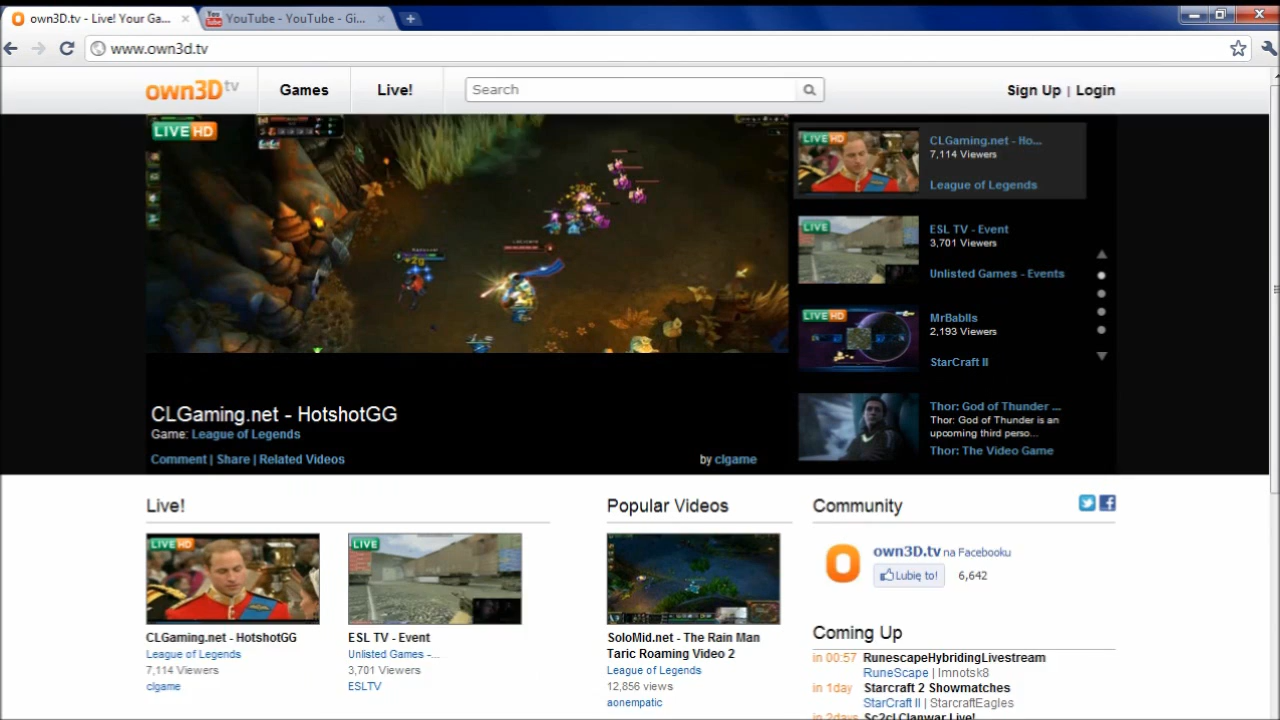 own3D.tv - Live! Your Ga...
YouTube - YouTube - Gi...
www.own3d.tv
own3D tv
Games
Live!
Search
Sign Up | Login
LIVE HD
CLGaming.net - HotshotGG
Game: League of Legends
Comment | Share | Related Videos
by clgame
LIVE HD
CLGaming.net - Ho...
7,114 Viewers
League of Legends
LIVE
ESL TV - Event
3,701 Viewers
Unlisted Games - Events
LIVE HD
MrBablls
2,193 Viewers
StarCraft II
Thor: God of Thunder ...
Thor: God of Thunder is an
upcoming third perso...
Thor: The Video Game
Live!
LIVE HD
CLGaming.net - HotshotGG
League of Legends
7,114 Viewers
clgame
LIVE
ESL TV - Event
Unlisted Games -...
3,701 Viewers
ESLTV
Popular Videos
SoloMid.net - The Rain Man
Taric Roaming Video 2
League of Legends
12,856 views
aonempatic
Community
own3D.tv na Facebooku
Lubię to!
6,642
Coming Up
in 00:57 RunescapeHybridingLivestream
RuneScape | Imnotsk8
in 1day Starcraft 2 Showmatches
StarCraft II | StarcraftEagles
in 2days Sc2cl Clanwar Live!